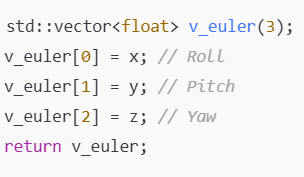 std::vector<float> v_euler(3);
v_euler[0] = x; // Roll
v_euler[1] = y; // Pitch
v_euler[2] = z; // Yaw
return v_euler;